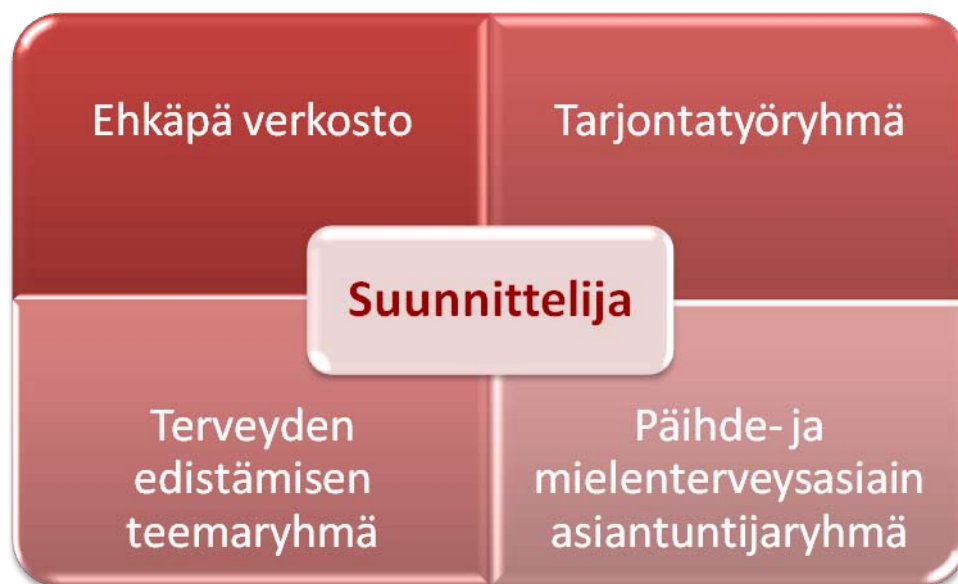 Ehkäpä verkosto
Tarjontatyöryhmä
Suunnittelija
Terveyden
edistämisen
teemaryhmä
Päihde- ja
mielenterveysasiain
asiantuntijaryhmä